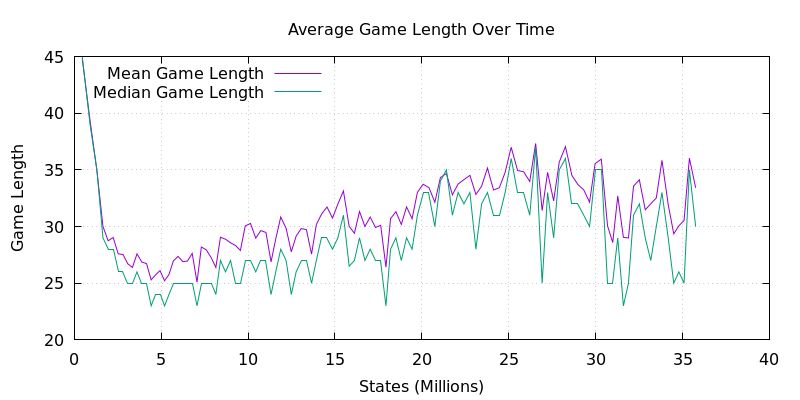 Average Game Length Over Time
Mean Game Length
Median Game Length
Game Length
45
40
35
30
25
20
0 5 10 15 20 25 30 35 40
States (Millions)